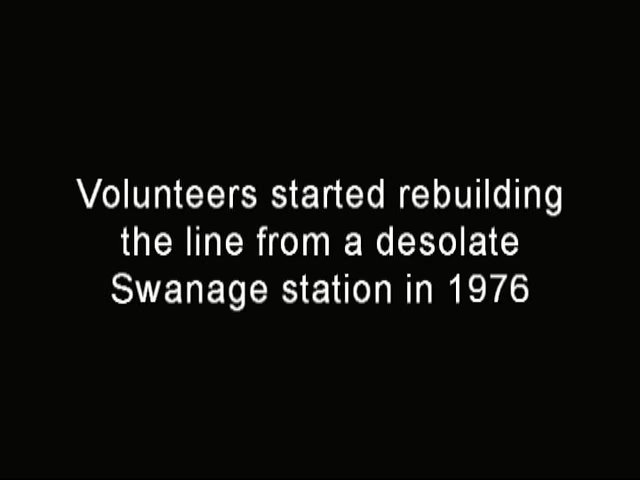 Volunteers started rebuilding
the line from a desolate
Swanage station in 1976